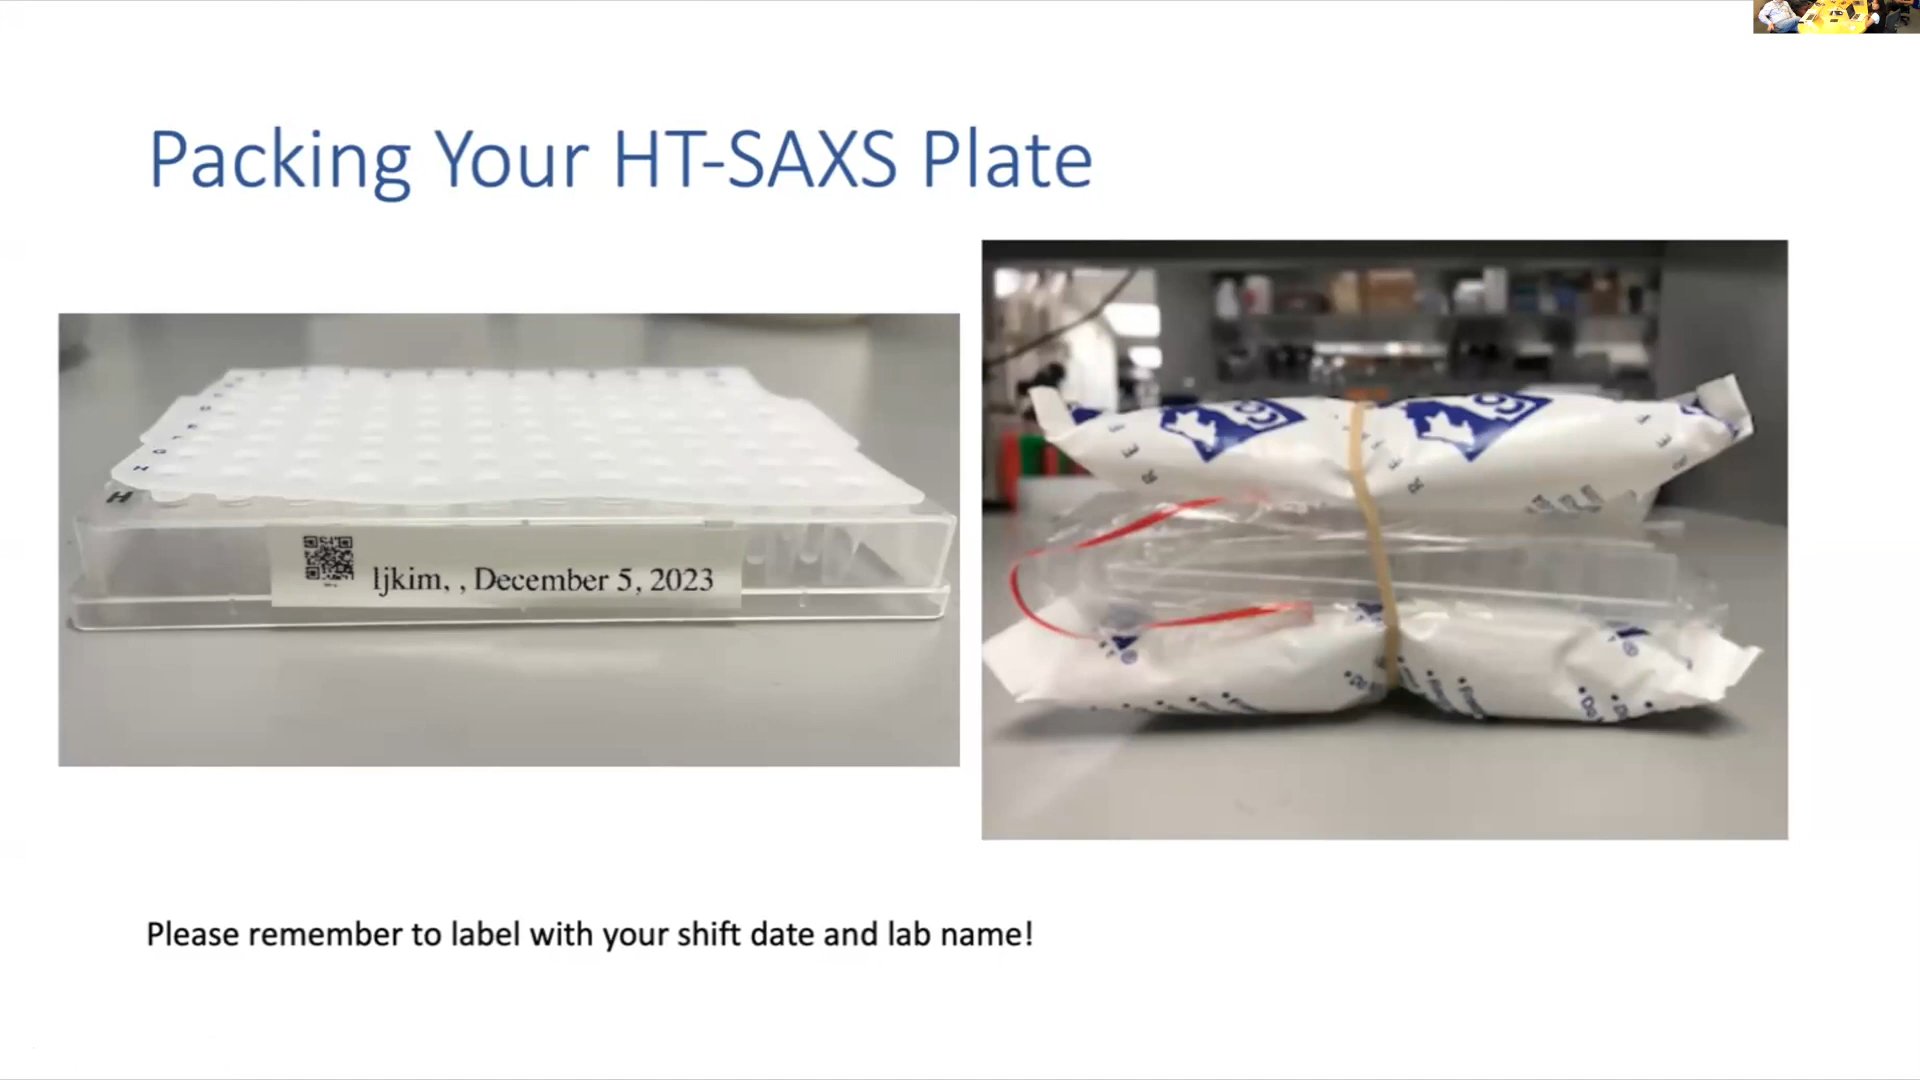 Packing Your HT-SAXS Plate
H
G
H
ljkim, , December 5, 2023
Please remember to label with your shift date and lab name!